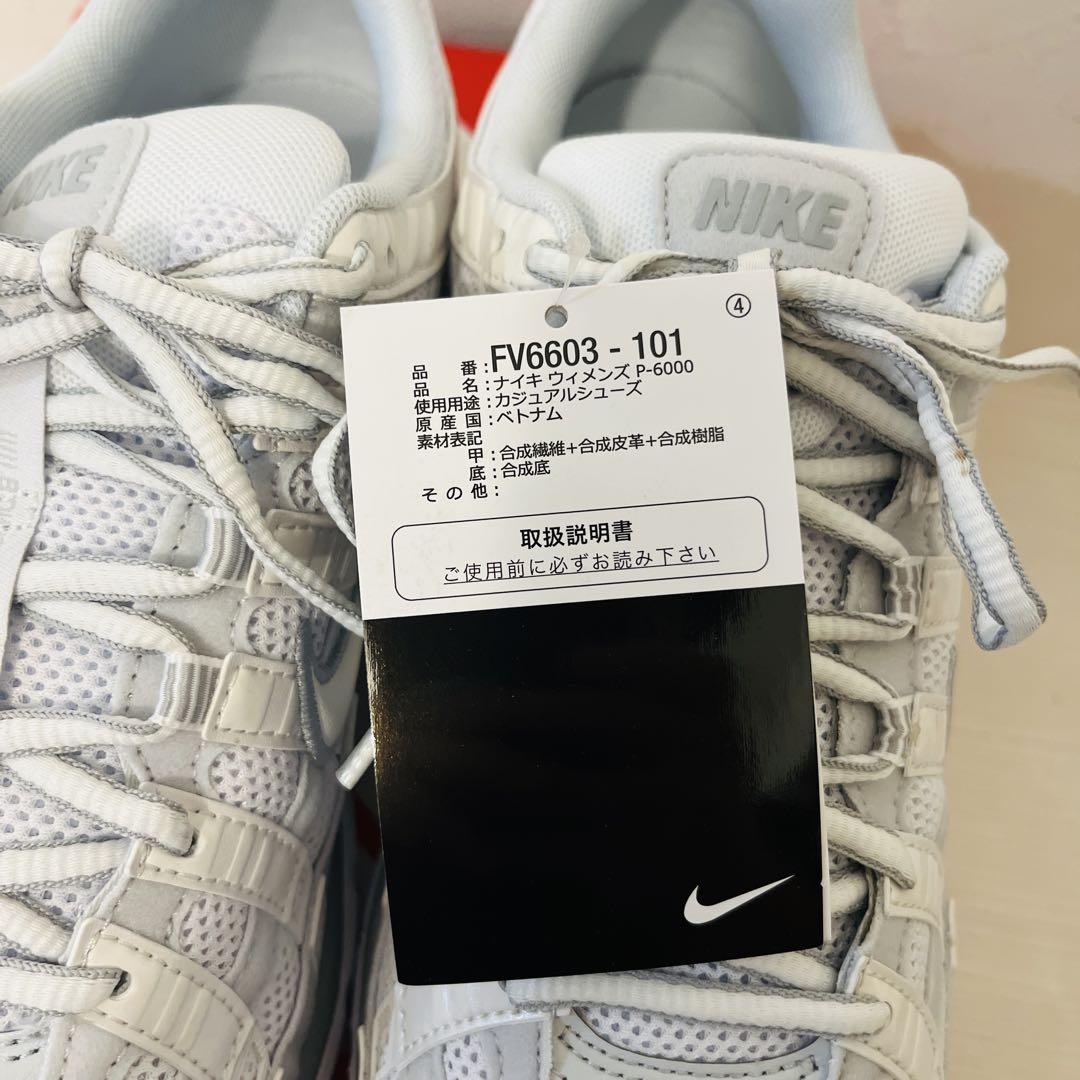 NIKE
NIKE
④
品番：FV6603 - 101
品名：ナイキ ウィメンズ P-6000
使用用途：カジュアルシューズ
原産国：ベトナム
素材表記
甲：合成繊維+合成皮革+合成樹脂
底：合成底
その他：
取扱説明書
ご使用前に必ずお読み下さい